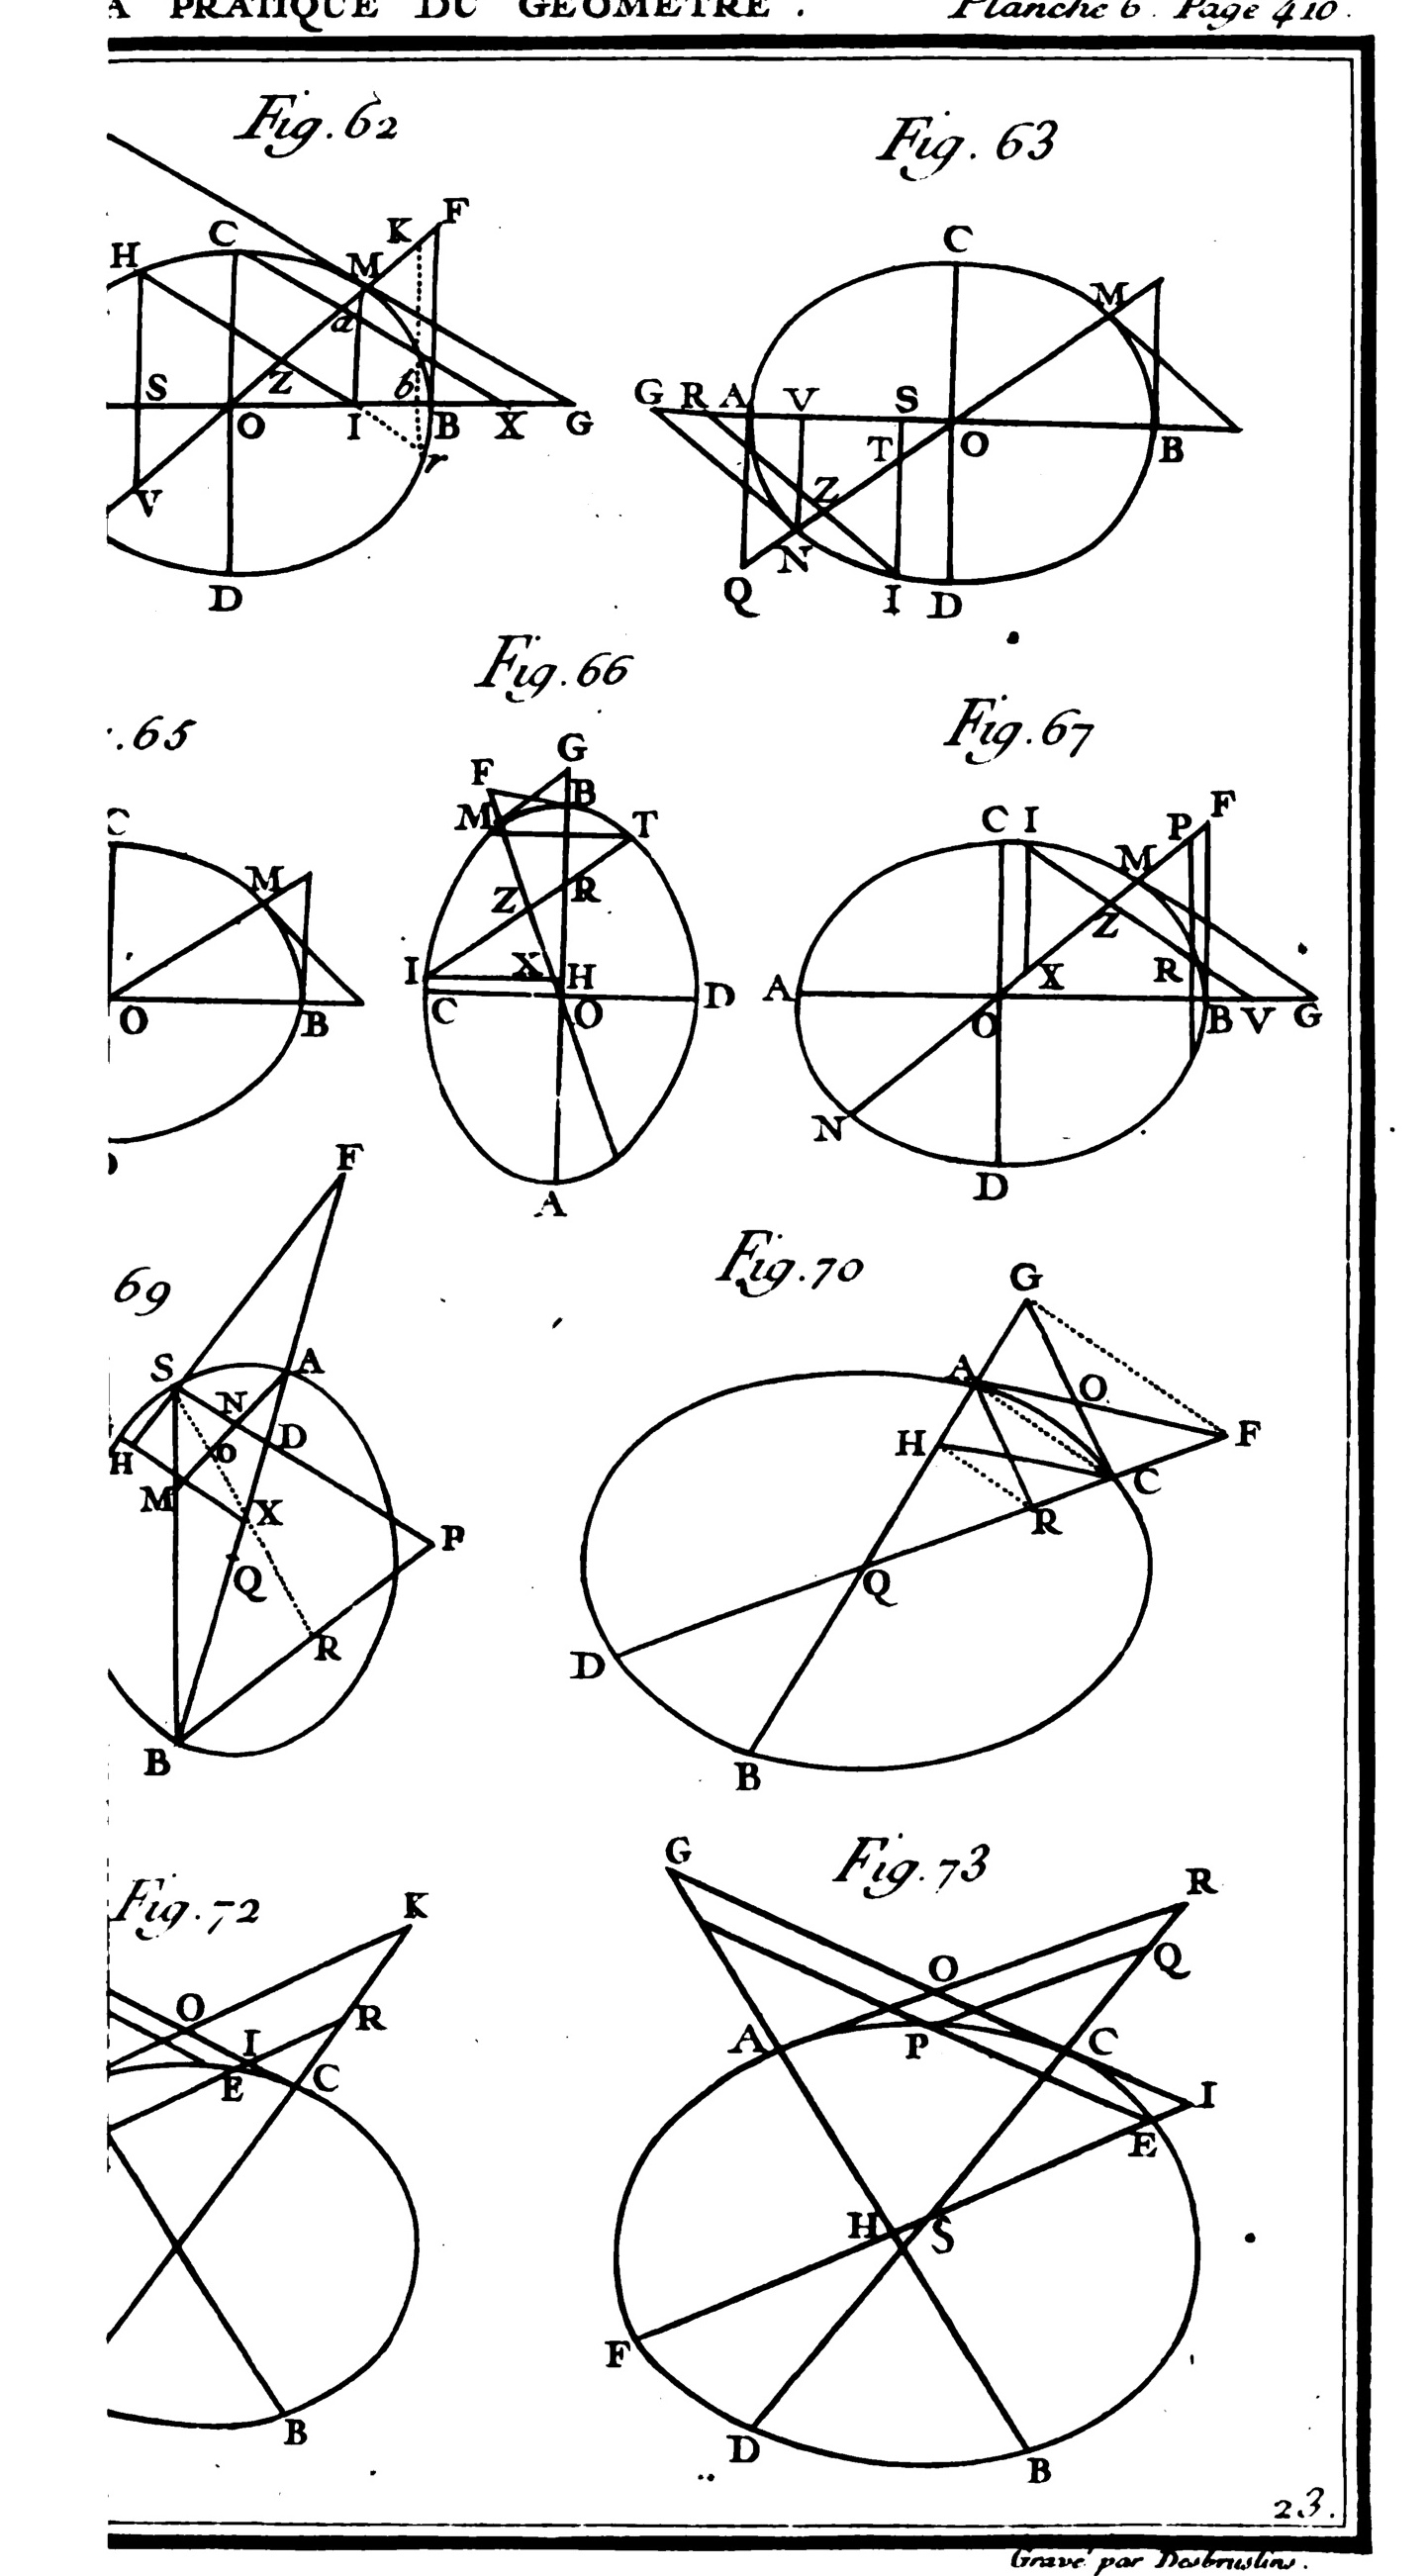 A PRATIQUE DU GEOMETRE . Planche 6. Page 410.
Fig. 62
Fig. 63
K F
C
H M
a
Z
S b
O I B X G
r
V
D
C
M
G R A V S
T O B
Z
N
Q I D
Fig. 66
.65
Fig. 67
C
M
O B
G
F B
M T
Z R
I X H
C O D
A
C I P F
M
Z
X R
A O B V G
N
D
69
Fig. 70
F
S A
N
o D
H
M X
P
Q
R
B
G
A O
H F
C
R
Q
D
B
Fig. 72
Fig. 73
K
O R
I
E C
B
G R
O Q
A P C
I
E
H S
F
D B
23.
Gravé par Desbruslins.